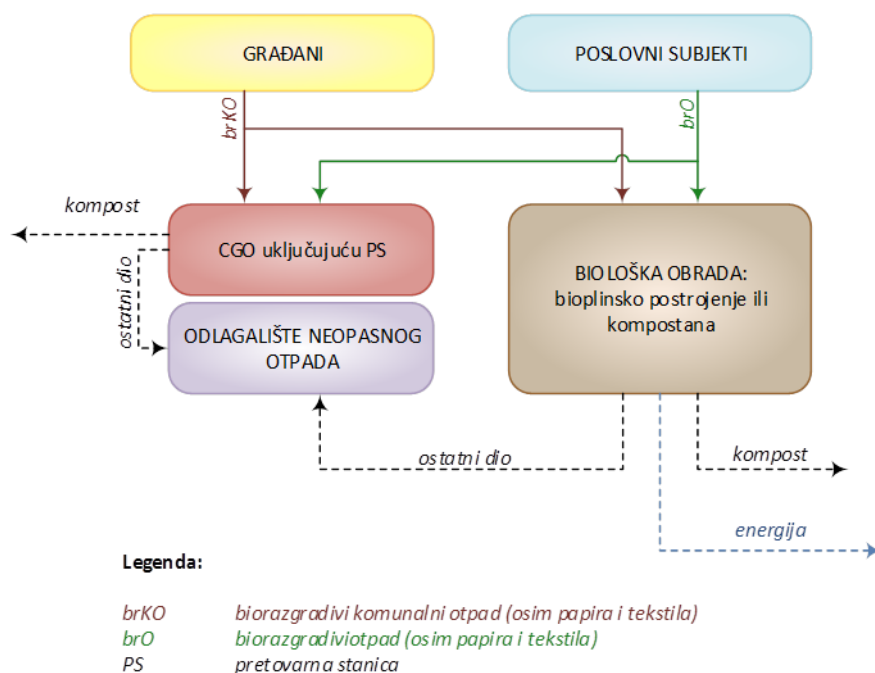 GRAĐANI
POSLOVNI SUBJEKTI
brKO
brO
kompost
CGO uključujuću PS
ostatni dio
BIOLOŠKA OBRADA:
bioplinsko postrojenje ili
kompostana
ODLAGALIŠTE NEOPASNOG
OTPADA
ostatni dio
kompost
energija
Legenda:
brKO biorazgradivi komunalni otpad (osim papira i tekstila)
brO biorazgradiviotpad (osim papira i tekstila)
PS pretovarna stanica